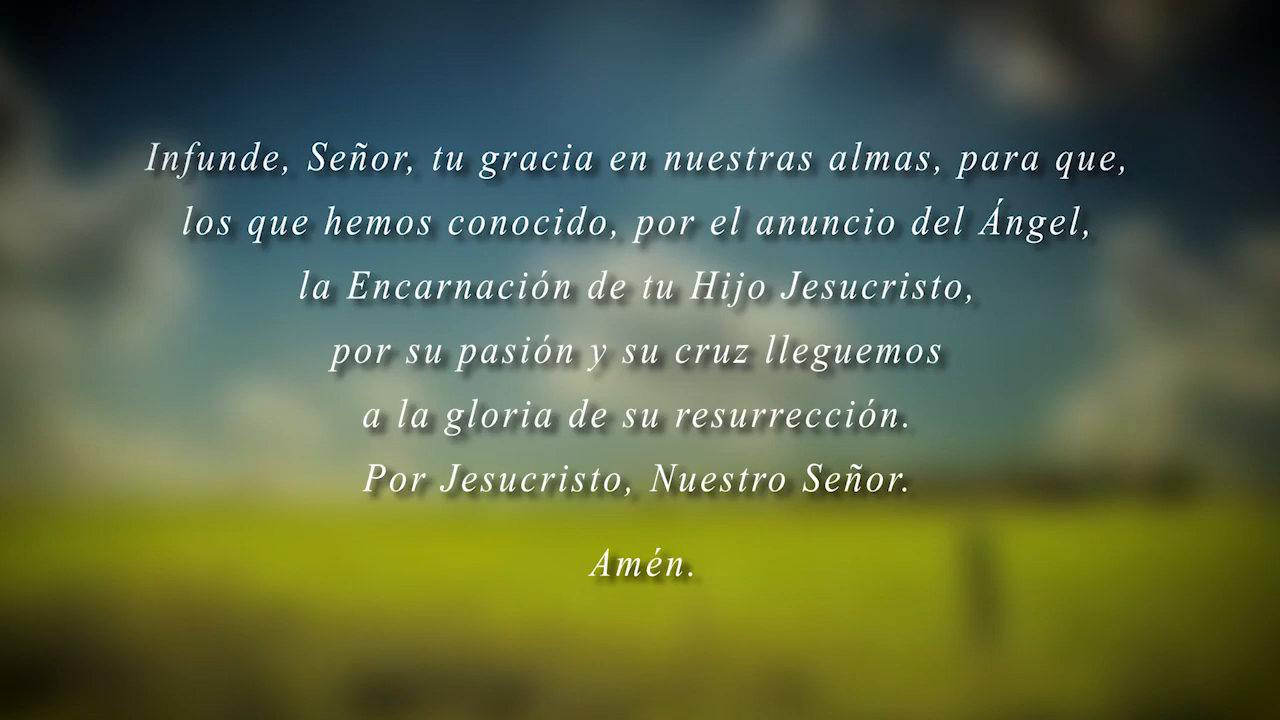 Infunde, Señor, tu gracia en nuestras almas, para que,
los que hemos conocido, por el anuncio del Ángel,
la Encarnación de tu Hijo Jesucristo,
por su pasión y su cruz lleguemos
a la gloria de su resurrección.
Por Jesucristo, Nuestro Señor.
Amén.